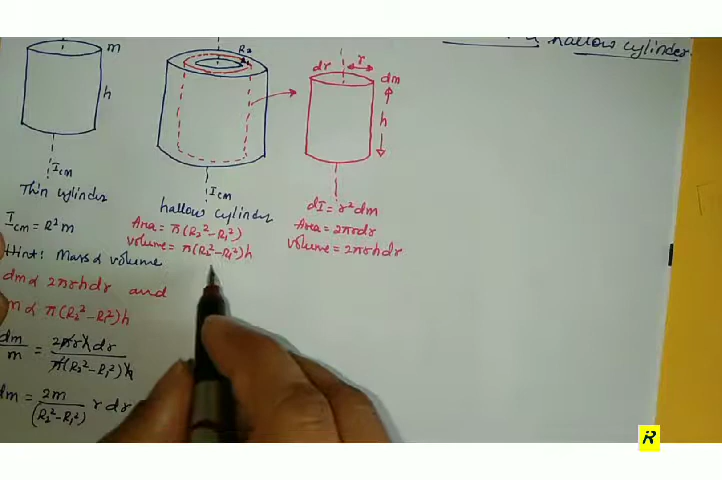 hallow cylinder
m
h
Icm
Thin cylinder
Icm = R²m
Hint: Mass ∝ volume
dm ∝ 2πrhdr and
m ∝ π(R₂²-R₁²)h
dm/m = 2πrhdr/π(R₂²-R₁²)h
dm = 2m/(R₂²-R₁²) r dr
R₂
R₁
Icm
hallow cylinder
Area = π(R₂²-R₁²)
volume = π(R₂²-R₁²)h
dr
r
dm
h
dI = r²dm
Area = 2πrdr
volume = 2πrhdr
R